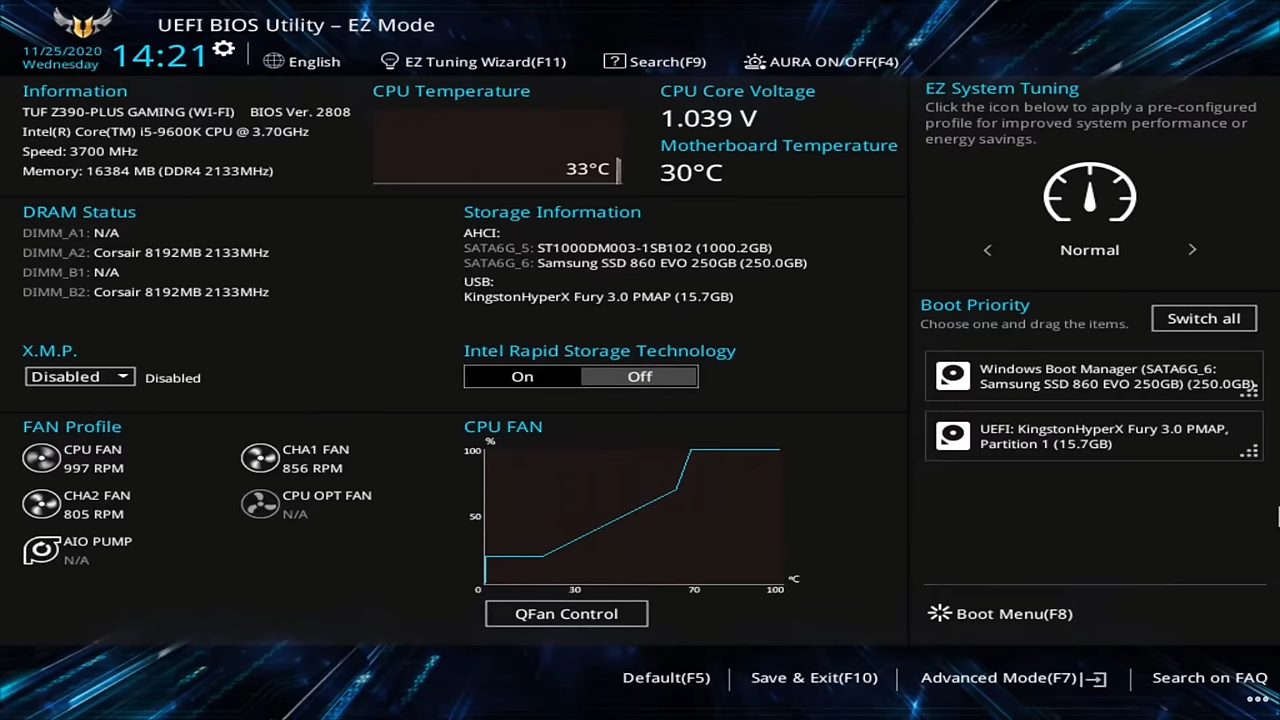 UEFI BIOS Utility – EZ Mode
11/25/2020
Wednesday
14:21
English
EZ Tuning Wizard(F11)
? Search(F9)
AURA ON/OFF(F4)
Information
TUF Z390-PLUS GAMING (WI-FI) BIOS Ver. 2808
Intel(R) Core(TM) i5-9600K CPU @ 3.70GHz
Speed: 3700 MHz
Memory: 16384 MB (DDR4 2133MHz)
CPU Temperature
33°C
CPU Core Voltage
1.039 V
Motherboard Temperature
30°C
DRAM Status
DIMM_A1: N/A
DIMM_A2: Corsair 8192MB 2133MHz
DIMM_B1: N/A
DIMM_B2: Corsair 8192MB 2133MHz
Storage Information
AHCI:
SATA6G_5: ST1000DM003-1SB102 (1000.2GB)
SATA6G_6: Samsung SSD 860 EVO 250GB (250.0GB)
USB:
KingstonHyperX Fury 3.0 PMAP (15.7GB)
X.M.P.
Disabled Disabled
Intel Rapid Storage Technology
On Off
FAN Profile
CPU FAN
997 RPM
CHA1 FAN
856 RPM
CHA2 FAN
805 RPM
CPU OPT FAN
N/A
AIO PUMP
N/A
CPU FAN
%
100
50
0 30 70 100
°C
QFan Control
EZ System Tuning
Click the icon below to apply a pre-configured
profile for improved system performance or
energy savings.
Normal
Boot Priority
Choose one and drag the items.
Switch all
Windows Boot Manager (SATA6G_6:
Samsung SSD 860 EVO 250GB) (250.0GB)
UEFI: KingstonHyperX Fury 3.0 PMAP,
Partition 1 (15.7GB)
Boot Menu(F8)
Default(F5)
Save & Exit(F10)
Advanced Mode(F7)
Search on FAQ